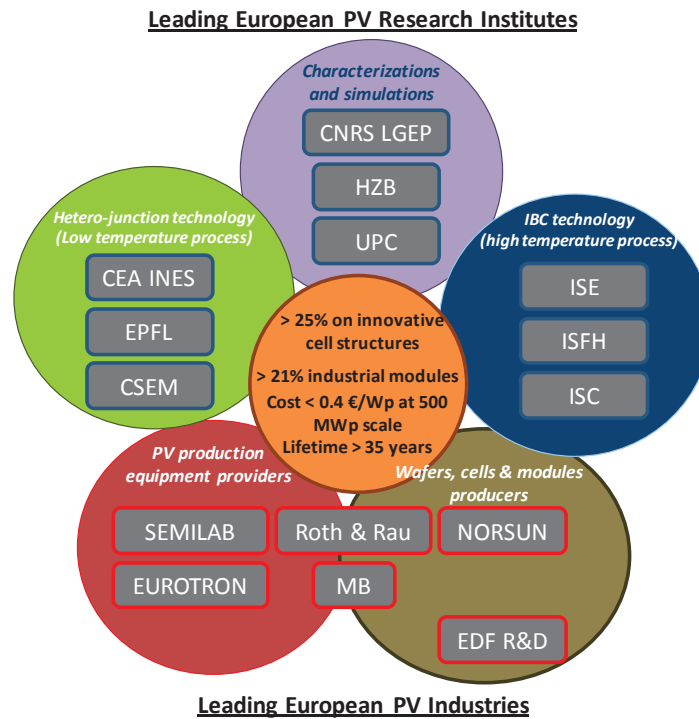 Leading European PV Research Institutes
Characterizations
and simulations
CNRS LGEP
HZB
UPC
Hetero-junction technology
(Low temperature process)
CEA INES
EPFL
CSEM
IBC technology
(high temperature process)
ISE
ISFH
ISC
> 25% on innovative
cell structures
> 21% industrial modules
Cost < 0.4 €/Wp at 500
MWp scale
Lifetime > 35 years
PV production
equipment providers
SEMILAB
Roth & Rau
EUROTRON
MB
Wafers, cells & modules
producers
NORSUN
EDF R&D
Leading European PV Industries